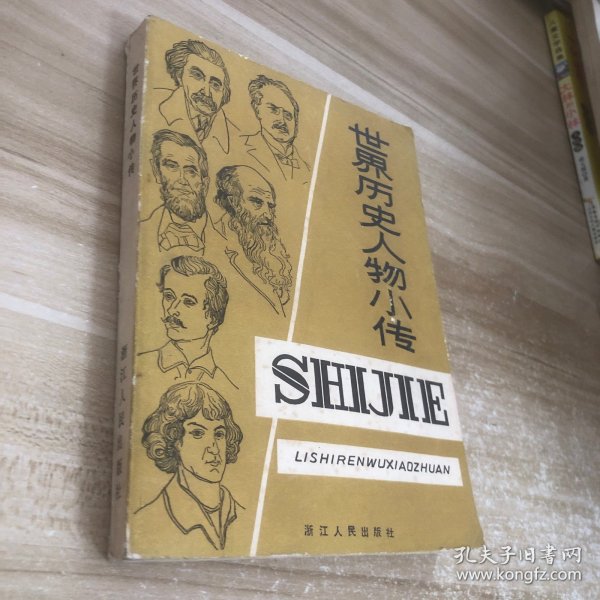 世界历史人物小传
SHIJIE
LISHIRENWUXIAOZHUAN
浙江人民出版社
世界历史人物小传
浙江人民出版社
孔夫子旧书网
www.kongfz.com